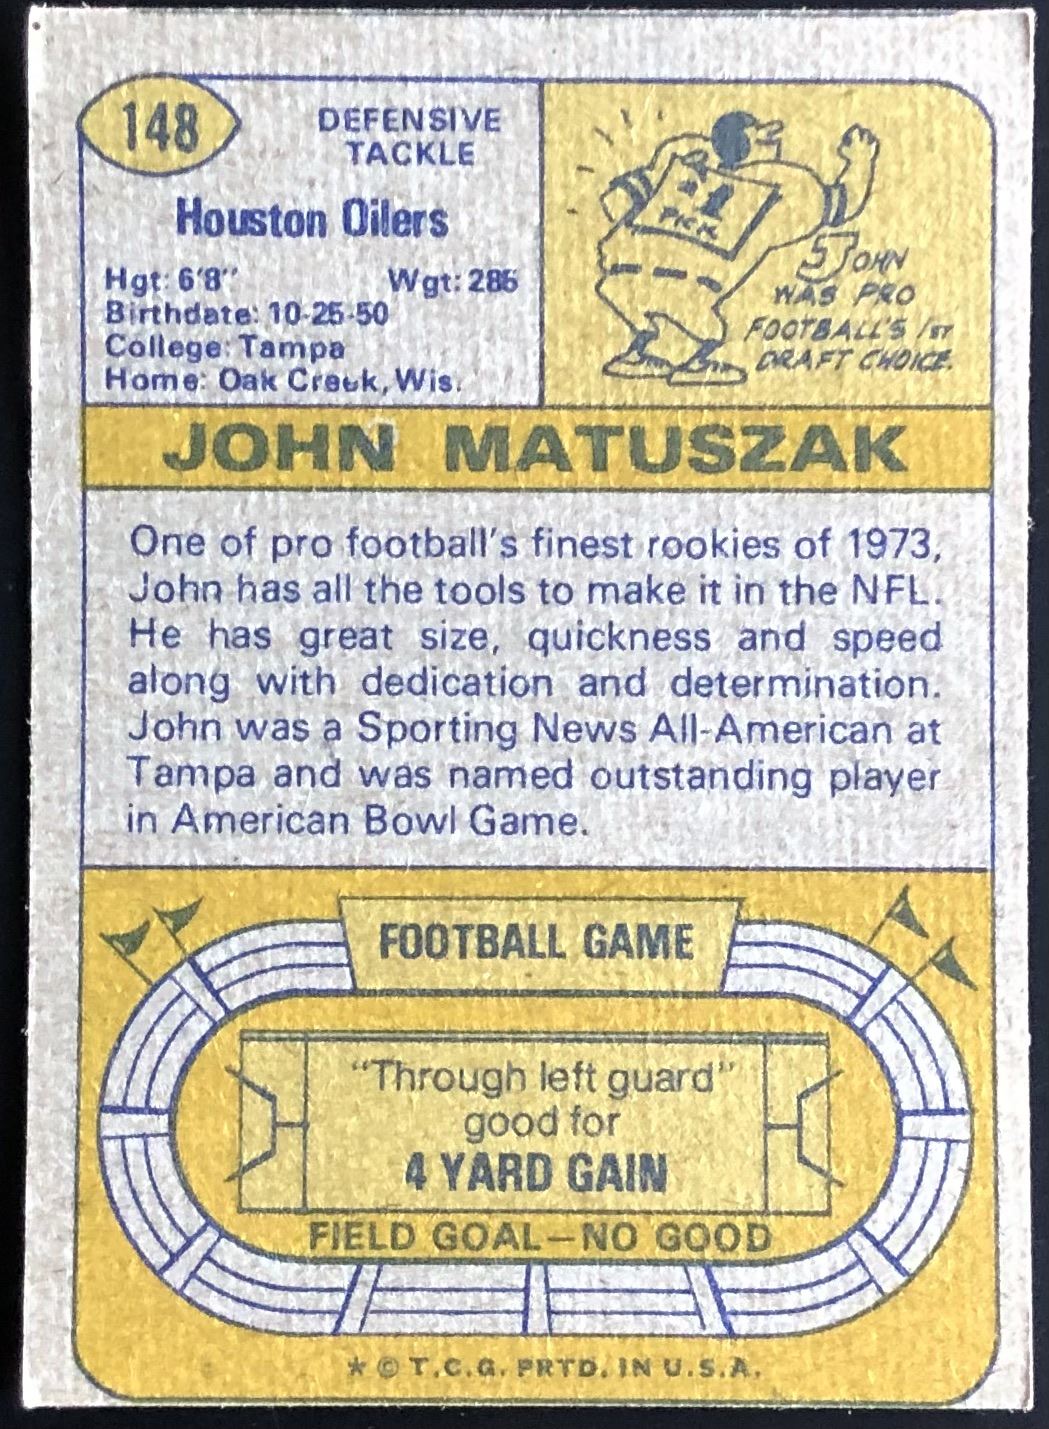 148
DEFENSIVE
TACKLE
Houston Oilers
Hgt: 6'8" Wgt: 285
Birthdate: 10-25-50
College: Tampa
Home: Oak Creek, Wis.
#1
PICK
JOHN
WAS PRO
FOOTBALL'S 1ST
DRAFT CHOICE.
JOHN MATUSZAK
One of pro football's finest rookies of 1973,
John has all the tools to make it in the NFL.
He has great size, quickness and speed
along with dedication and determination.
John was a Sporting News All-American at
Tampa and was named outstanding player
in American Bowl Game.
FOOTBALL GAME
"Through left guard"
good for
4 YARD GAIN
FIELD GOAL—NO GOOD
★ © T.C.G. PRTD. IN U.S.A.